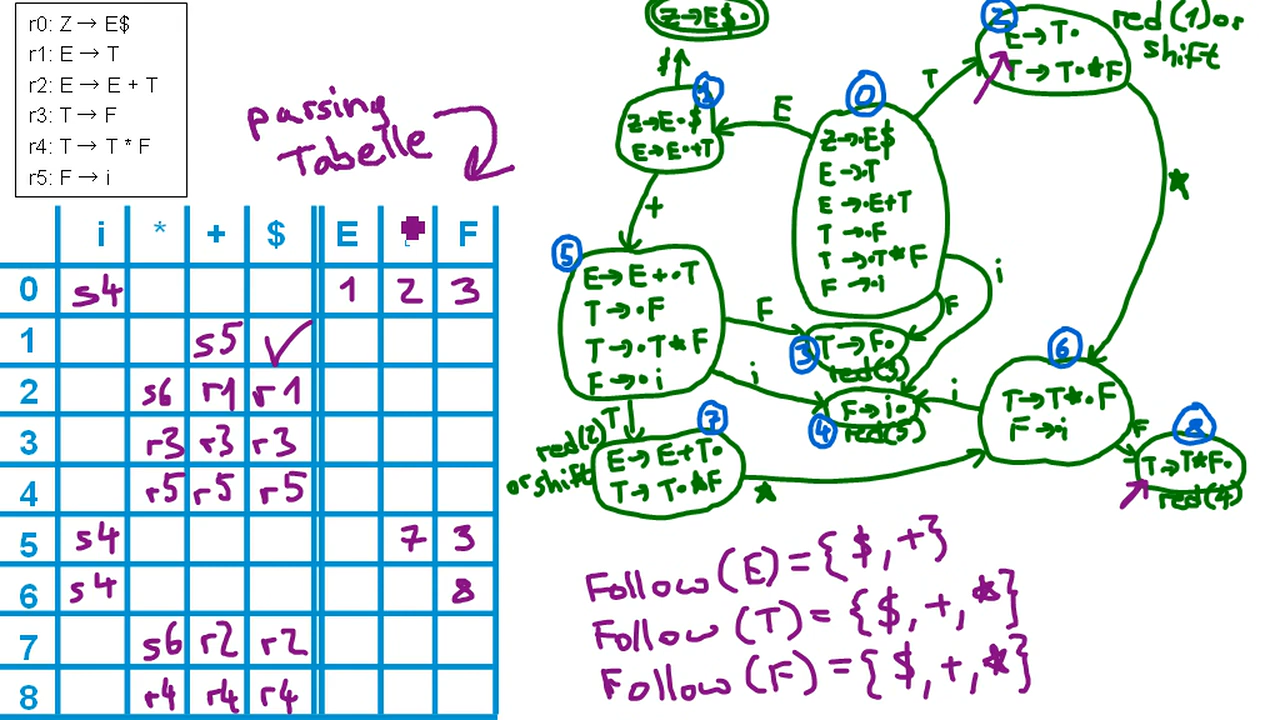 r0: Z → E$
r1: E → T
r2: E → E + T
r3: T → F
r4: T → T * F
r5: F → i
parsing
Tabelle
i * + $ E F
0 s4 1 2 3
1 s5 ✓
2 s6 r1 r1
3 r3 r3 r3
4 r5 r5 r5
5 s4 7 3
6 s4 8
7 s6 r2 r2
8 r4 r4 r4
Z→E$·
$
1
Z→E·$
E→E·+T
E
0
Z→·E$
E→·T
E→·E+T
T→·F
T→·T*F
F→·i
T
2
E→T·
T→T·*F
red(1) or
shift
*
+
5
E→E+·T
T→·F
T→·T*F
F→·i
F
i
F
i
3
T→F·
red(3)
4
F→i·
red(5)
i
6
T→T*·F
F→·i
F
8
T→T*F·
red(4)
T
red(2)
or shift
7
E→E+T·
T→T·*F
*
Follow(E)={$,+}
Follow(T)={$,+,*}
Follow(F)={$,+,*}